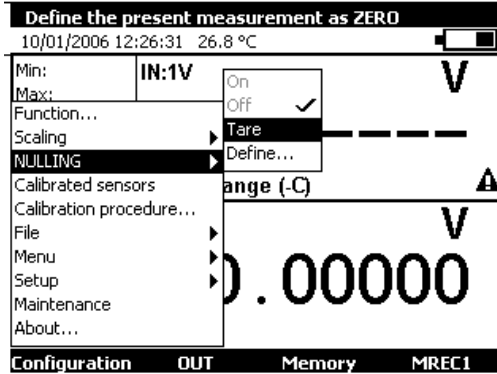 Define the present measurement as ZERO
10/01/2006 12:26:31 26.8 °C
Min:
IN:1V
V
Max:
On
Off
Tare
Define...
Function...
Scaling
NULLING
Calibrated sensors
Calibration procedure...
File
Menu
Setup
Maintenance
About...
ange (-C)
V
0.00000
Configuration OUT Memory MREC1